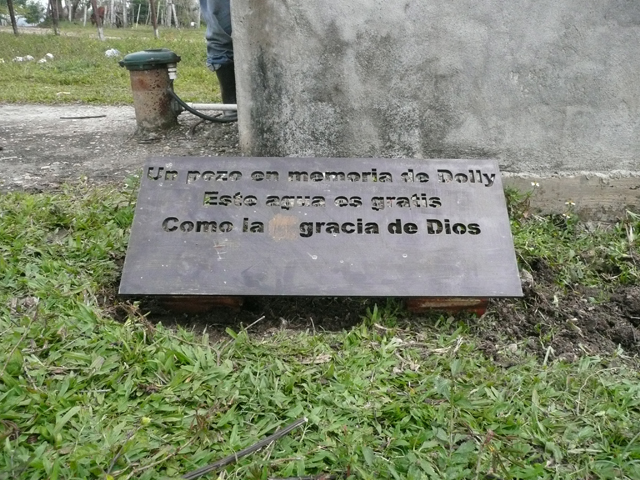 Un pozo en memoria de Dolly
Este agua es gratis
Como la gracia de Dios